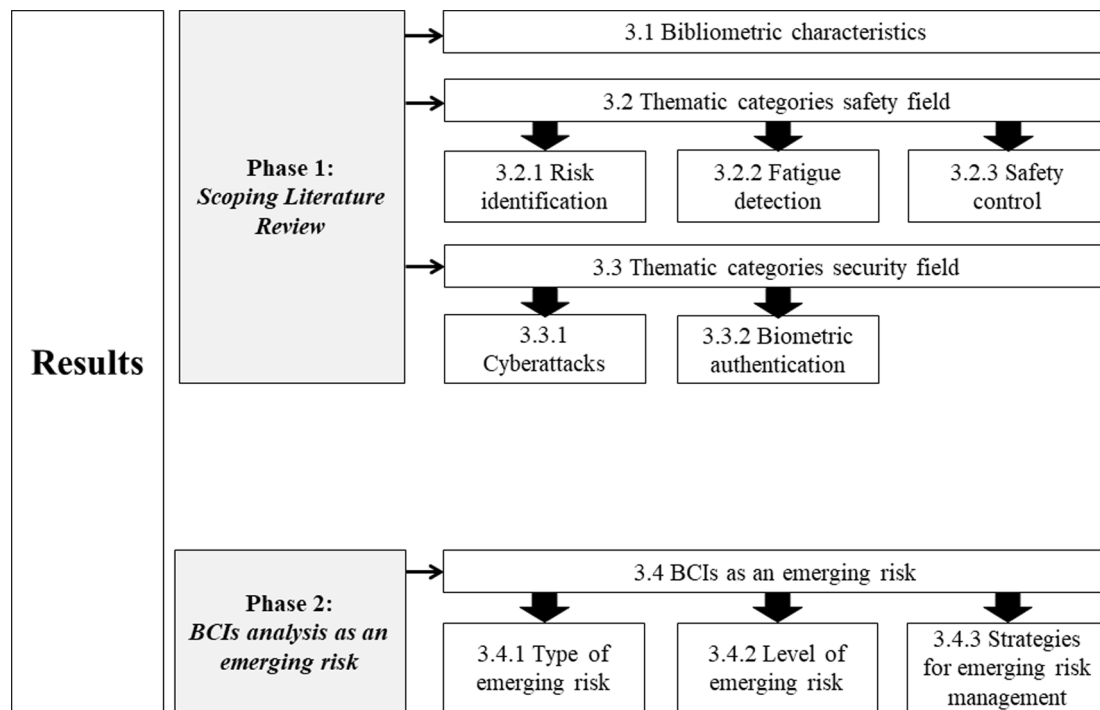 Results
Phase 1:
Scoping Literature
Review
3.1 Bibliometric characteristics
3.2 Thematic categories safety field
3.2.1 Risk
identification
3.2.2 Fatigue
detection
3.2.3 Safety
control
3.3 Thematic categories security field
3.3.1
Cyberattacks
3.3.2 Biometric
authentication
Phase 2:
BCIs analysis as an
emerging risk
3.4 BCIs as an emerging risk
3.4.1 Type of
emerging risk
3.4.2 Level of
emerging risk
3.4.3 Strategies
for emerging risk
management